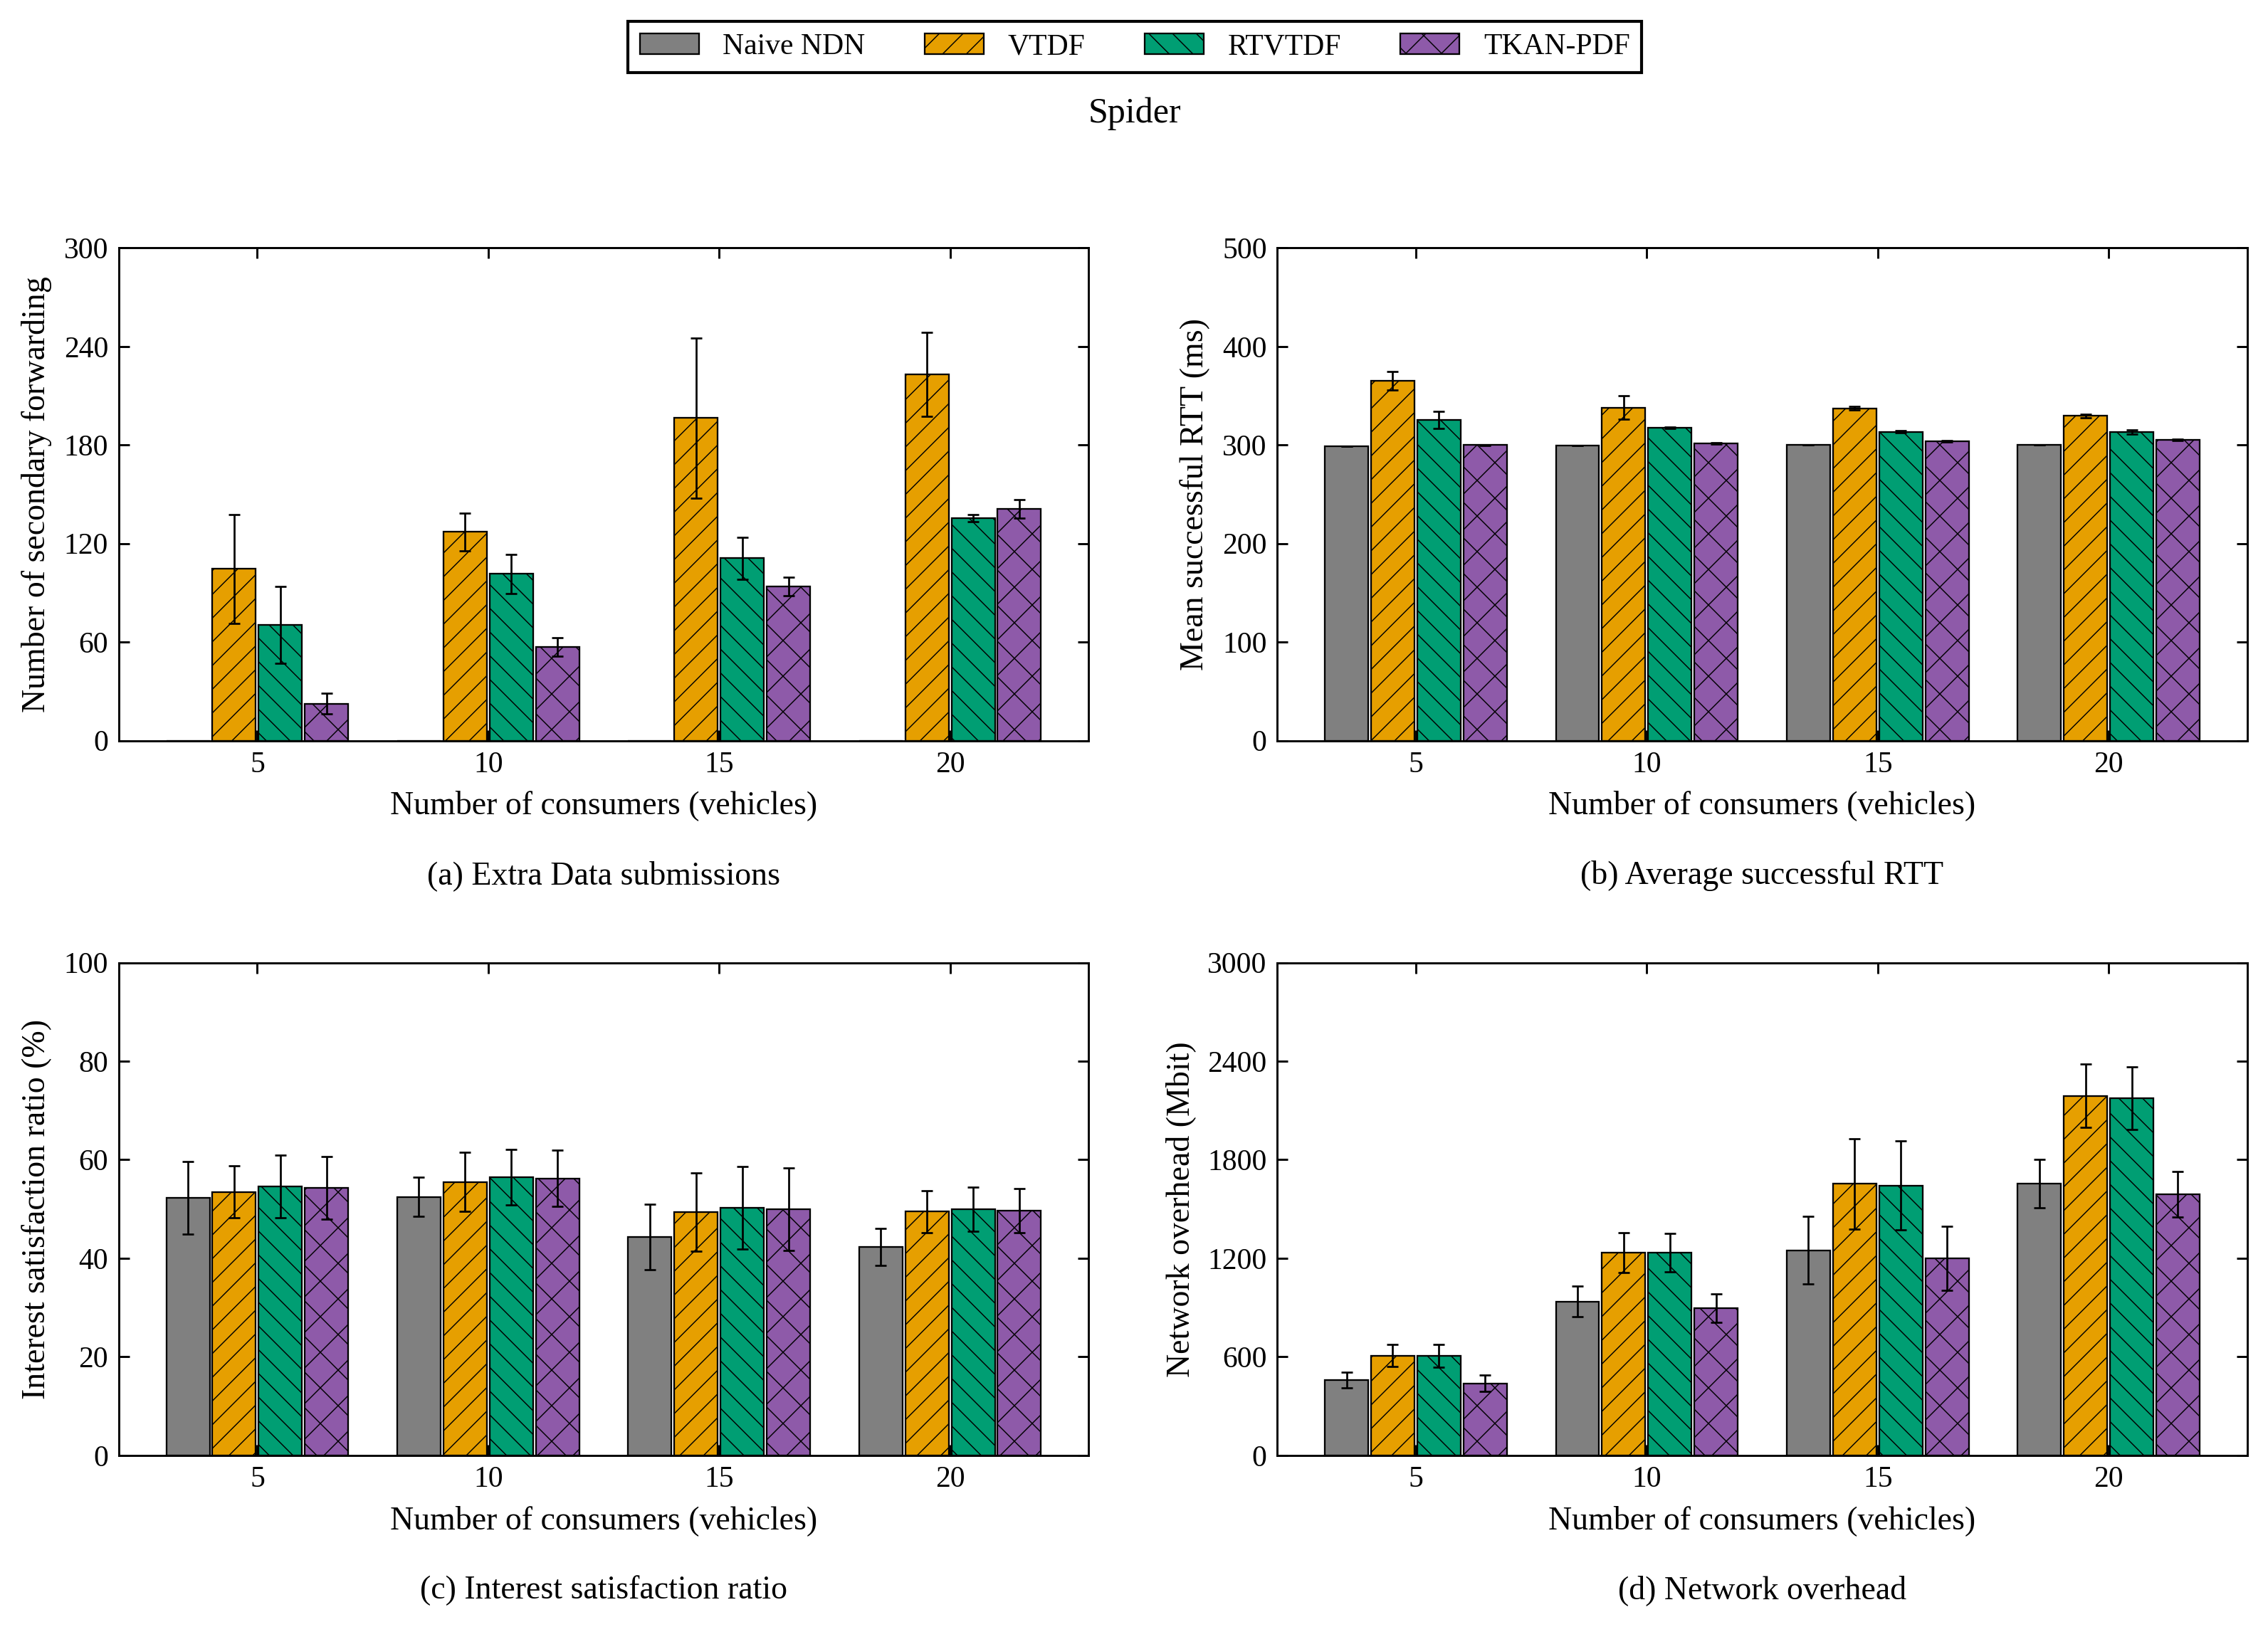 Naive NDN VTDF RTVTDF TKAN-PDF
Spider
Number of secondary forwarding
300
240
180
120
60
0
5 10 15 20
Number of consumers (vehicles)
(a) Extra Data submissions
Mean successful RTT (ms)
500
400
300
200
100
0
5 10 15 20
Number of consumers (vehicles)
(b) Average successful RTT
Interest satisfaction ratio (%)
100
80
60
40
20
0
5 10 15 20
Number of consumers (vehicles)
(c) Interest satisfaction ratio
Network overhead (Mbit)
3000
2400
1800
1200
600
0
5 10 15 20
Number of consumers (vehicles)
(d) Network overhead